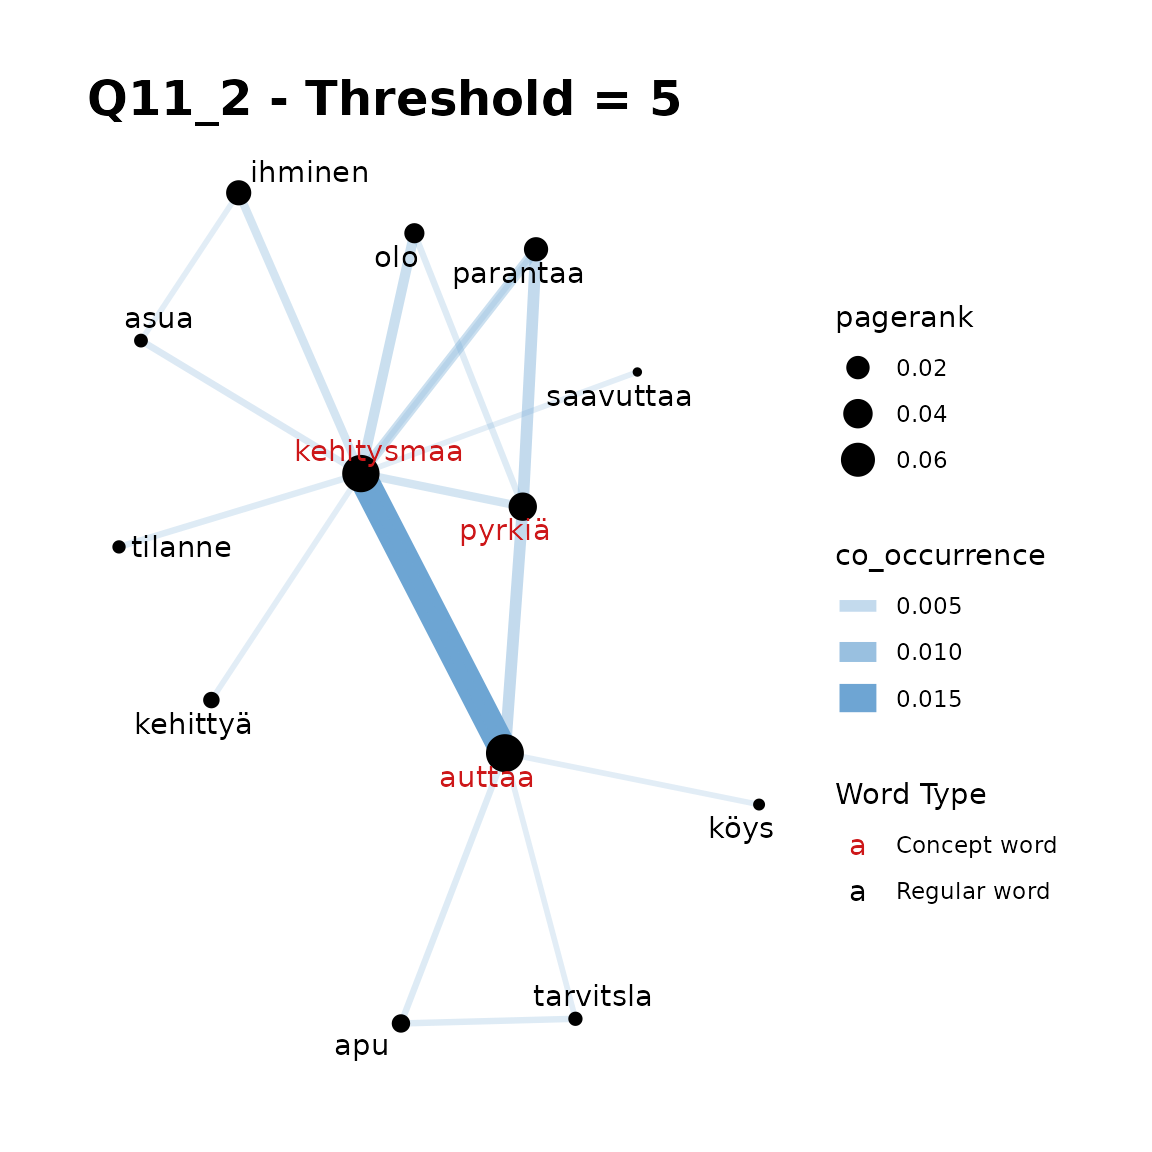 Q11_2 - Threshold = 5
ihminen
olo
parantaa
asua
saavuttaa
kehitysmaa
pyrkiä
tilanne
kehittyä
auttaa
köys
tarvitsla
apu
pagerank
0.02
0.04
0.06
co_occurrence
0.005
0.010
0.015
Word Type
a Concept word
a Regular word